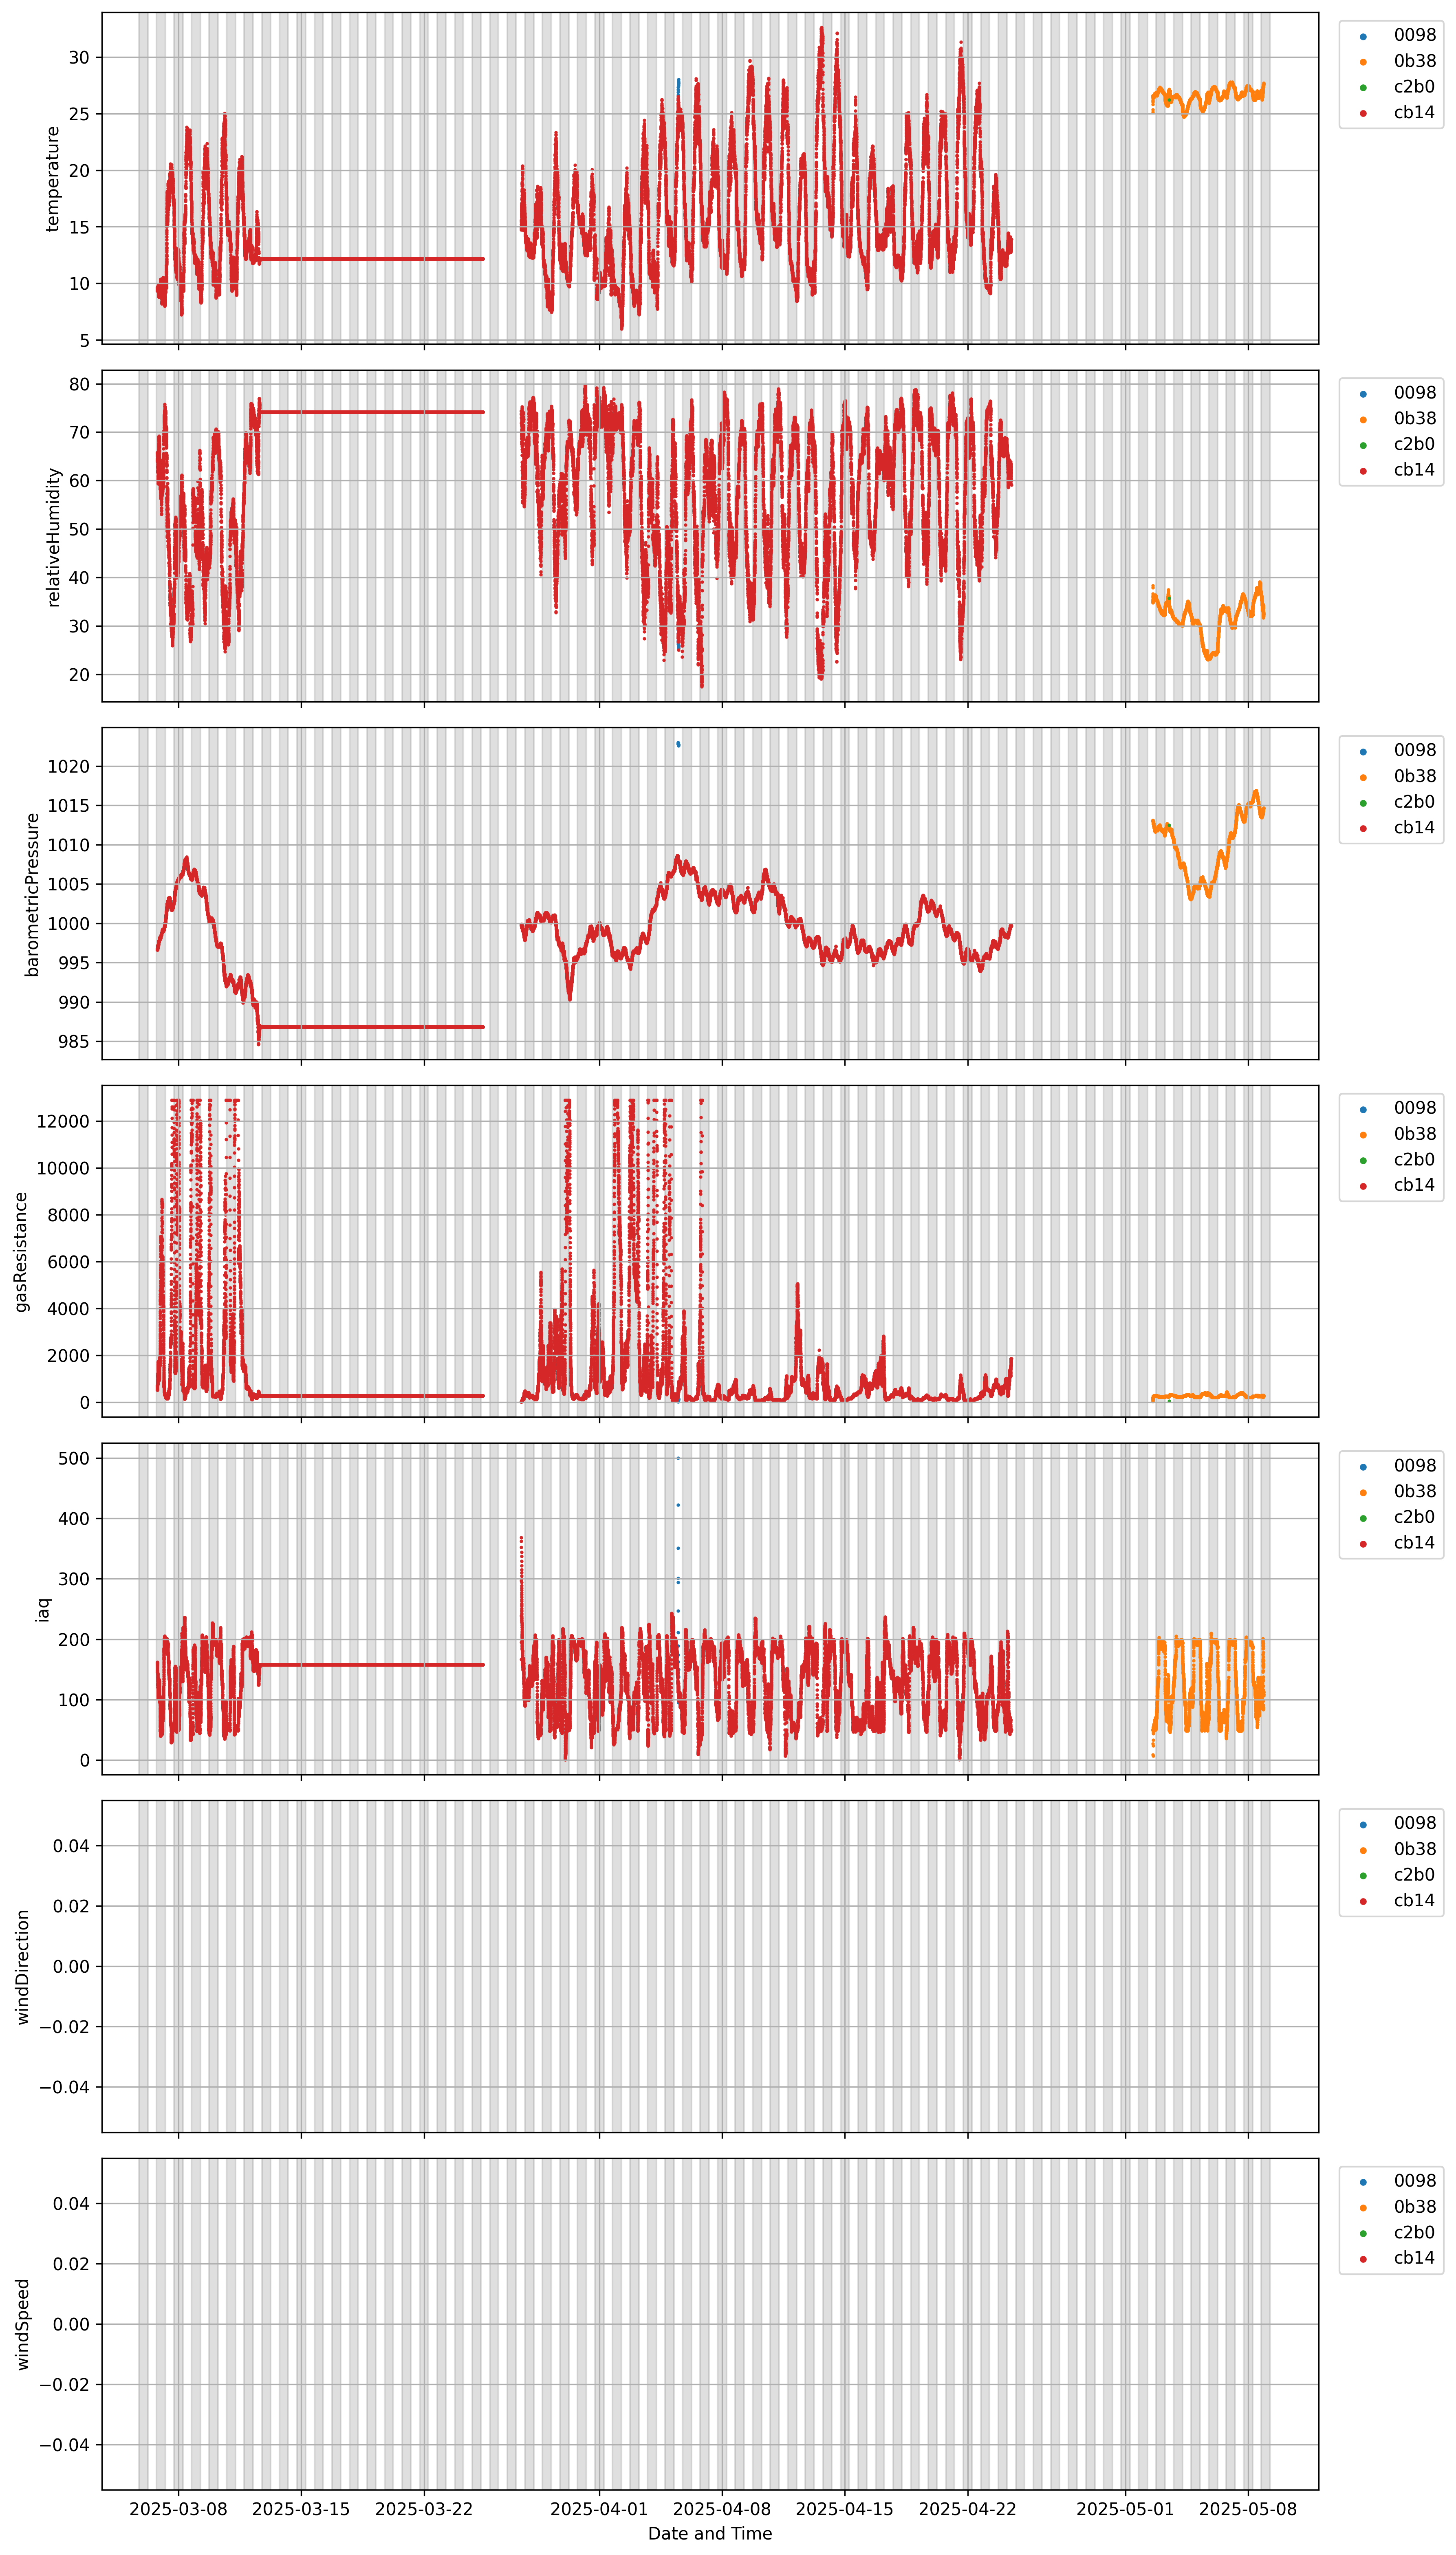 30
25
20
15
10
5
temperature
0098
0b38
c2b0
cb14
80
70
60
50
40
30
20
relativeHumidity
0098
0b38
c2b0
cb14
1020
1015
1010
1005
1000
995
990
985
barometricPressure
0098
0b38
c2b0
cb14
12000
10000
8000
6000
4000
2000
0
gasResistance
0098
0b38
c2b0
cb14
500
400
300
200
100
0
iaq
0098
0b38
c2b0
cb14
0.04
0.02
0.00
−0.02
−0.04
windDirection
0098
0b38
c2b0
cb14
0.04
0.02
0.00
−0.02
−0.04
windSpeed
0098
0b38
c2b0
cb14
2025-03-08 2025-03-15 2025-03-22 2025-04-01 2025-04-08 2025-04-15 2025-04-22 2025-05-01 2025-05-08
Date and Time